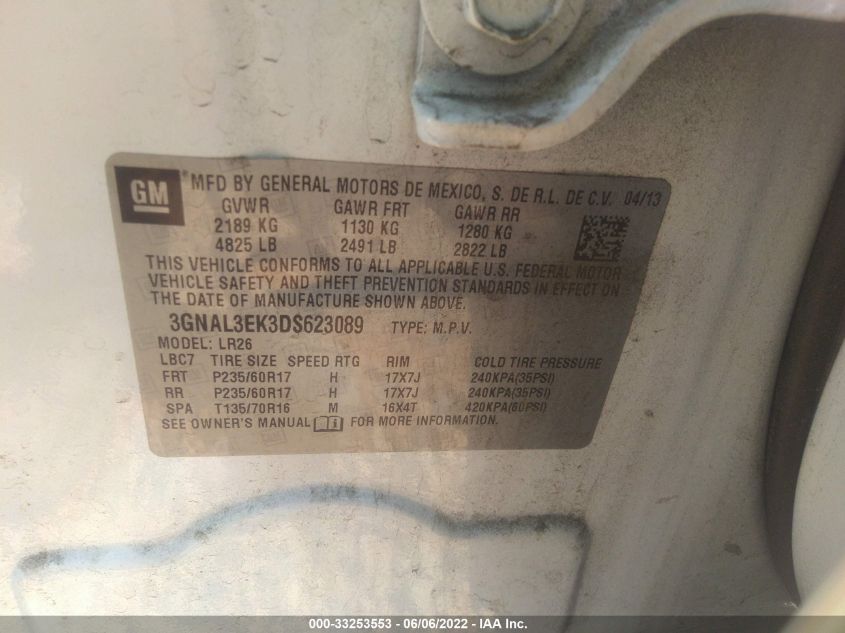 GM ® MFD BY GENERAL MOTORS DE MEXICO, S. DE R.L. DE C.V. 04/13
GVWR GAWR FRT GAWR RR
2189 KG 1130 KG 1280 KG
4825 LB 2491 LB 2822 LB
THIS VEHICLE CONFORMS TO ALL APPLICABLE U.S. FEDERAL MOTOR
VEHICLE SAFETY AND THEFT PREVENTION STANDARDS IN EFFECT ON
THE DATE OF MANUFACTURE SHOWN ABOVE.
3GNAL3EK3DS623089 TYPE: M.P.V.
MODEL: LR26
LBC7 TIRE SIZE SPEED RTG RIM COLD TIRE PRESSURE
FRT P235/60R17 H 17X7J 240KPA(35PSI)
RR P235/60R17 H 17X7J 240KPA(35PSI)
SPA T135/70R16 M 16X4T 420KPA(60PSI)
SEE OWNER'S MANUAL FOR MORE INFORMATION.
000-33253553 - 06/06/2022 - IAA Inc.